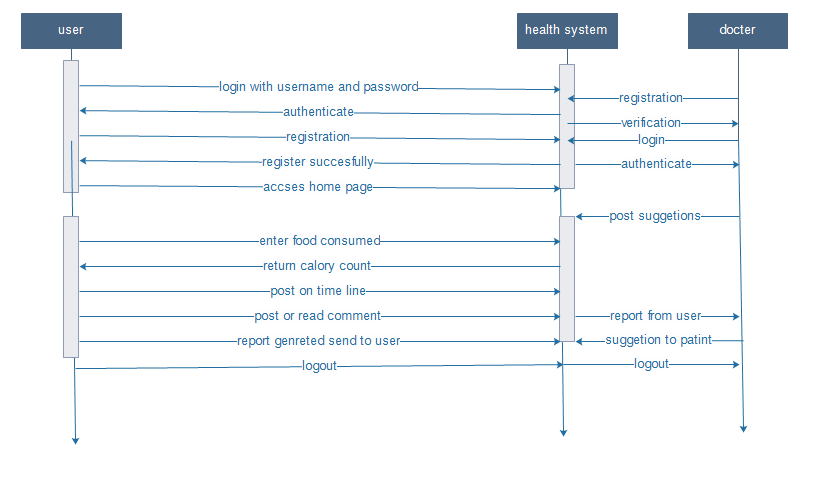 user
health system
docter
login with username and password
registration
authenticate
verification
registration
login
register succesfully
authenticate
accses home page
post suggetions
enter food consumed
return calory count
post on time line
post or read comment
report from user
report genreted send to user
suggetion to patint
logout
logout